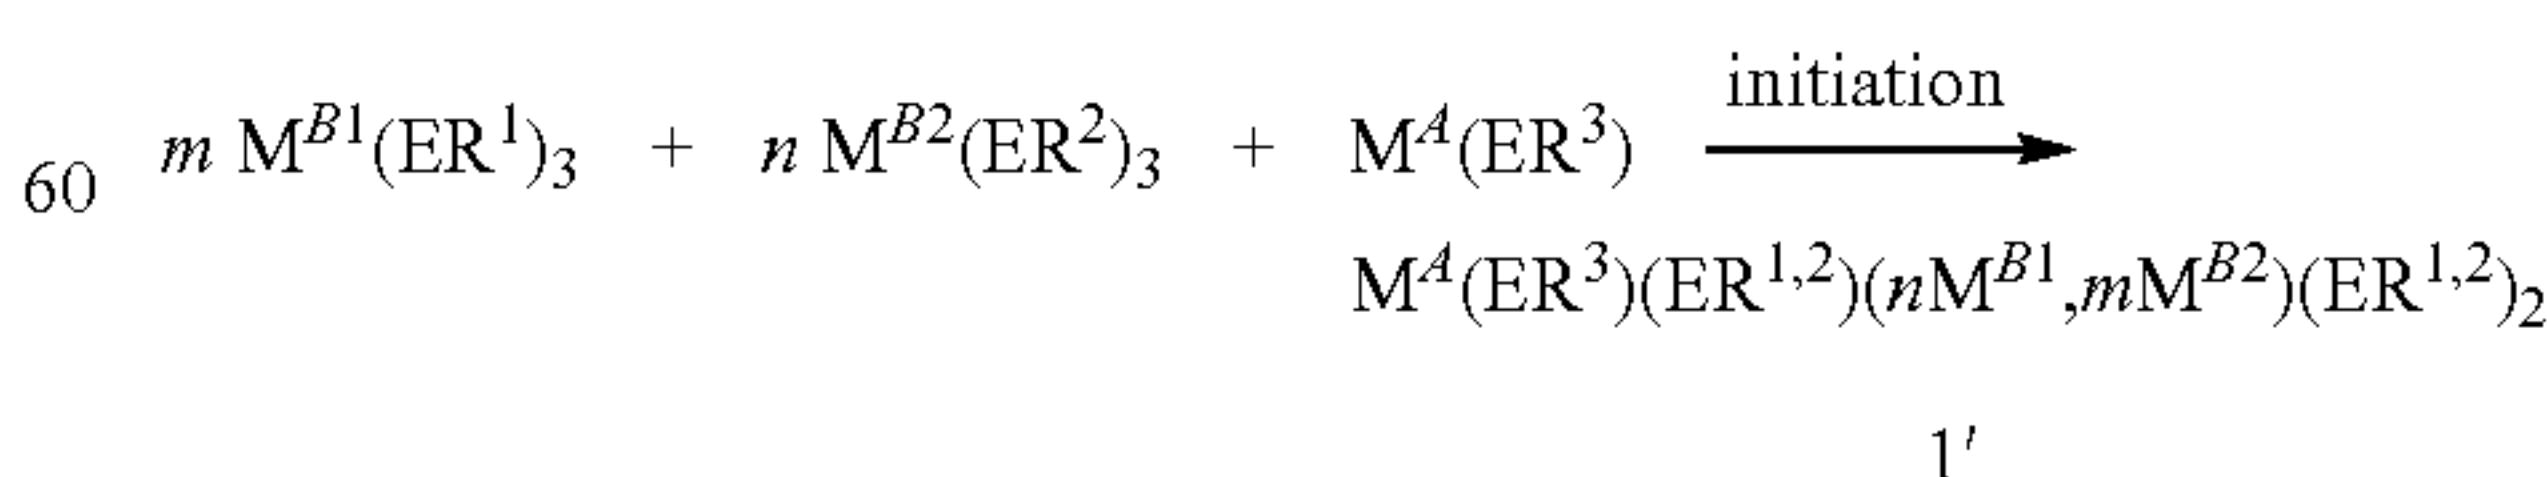 initiation
60 m M^{B1}(ER^1)_3 + n M^{B2}(ER^2)_3 + M^A(ER^3)
M^A(ER^3)(ER^{1,2})(nM^{B1},mM^{B2})(ER^{1,2})_2
1′